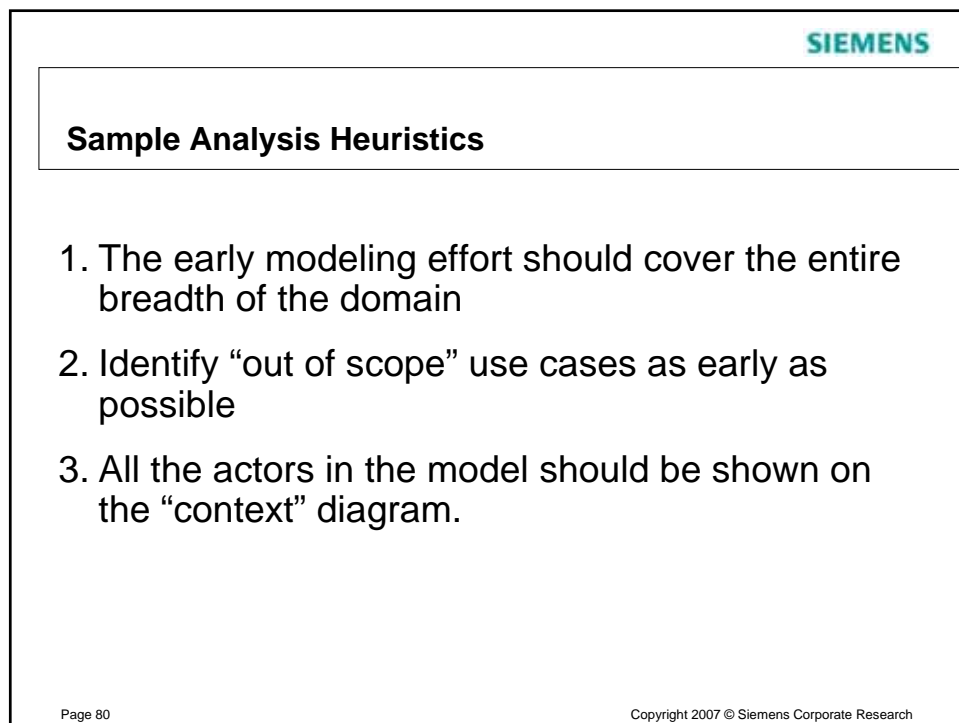 SIEMENS
Sample Analysis Heuristics
1. The early modeling effort should cover the entire
breadth of the domain
2. Identify “out of scope” use cases as early as
possible
3. All the actors in the model should be shown on
the “context” diagram.
Page 80
Copyright 2007 © Siemens Corporate Research